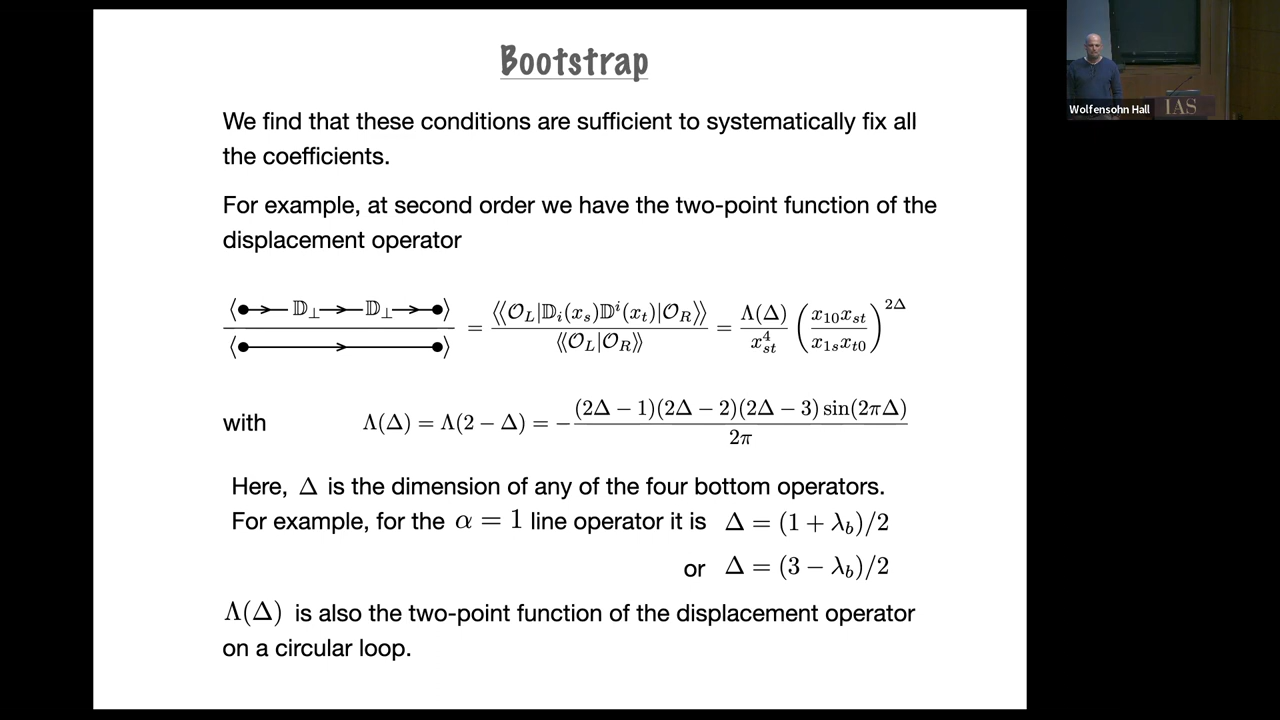 Bootstrap
We find that these conditions are sufficient to systematically fix all
the coefficients.
For example, at second order we have the two-point function of the
displacement operator
⟨●→ 𝔻⊥ → 𝔻⊥ →●⟩ / ⟨●→●⟩ = ⟨⟨𝒪_L|𝔻_i(x_s)𝔻^i(x_t)|𝒪_R⟩⟩ / ⟨⟨𝒪_L|𝒪_R⟩⟩ = Λ(Δ) / x_{st}^4 (x_{10}x_{st} / x_{1s}x_{t0})^{2Δ}
with Λ(Δ) = Λ(2 − Δ) = − (2Δ − 1)(2Δ − 2)(2Δ − 3) sin(2πΔ) / 2π
Here, Δ is the dimension of any of the four bottom operators.
For example, for the α = 1 line operator it is Δ = (1 + λ_b)/2
or Δ = (3 − λ_b)/2
Λ(Δ) is also the two-point function of the displacement operator
on a circular loop.
Wolfensohn Hall
IAS